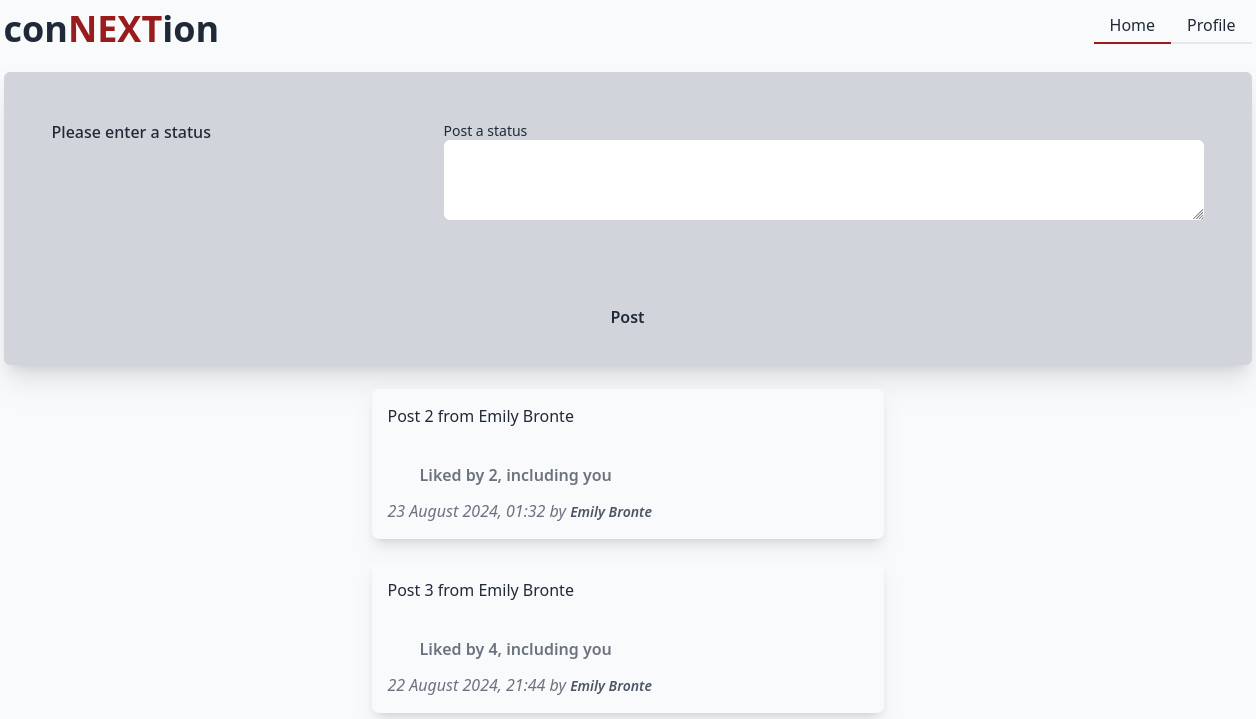 conNEXTion
Home Profile
Please enter a status
Post a status
Post
Post 2 from Emily Bronte
Liked by 2, including you
23 August 2024, 01:32 by Emily Bronte
Post 3 from Emily Bronte
Liked by 4, including you
22 August 2024, 21:44 by Emily Bronte